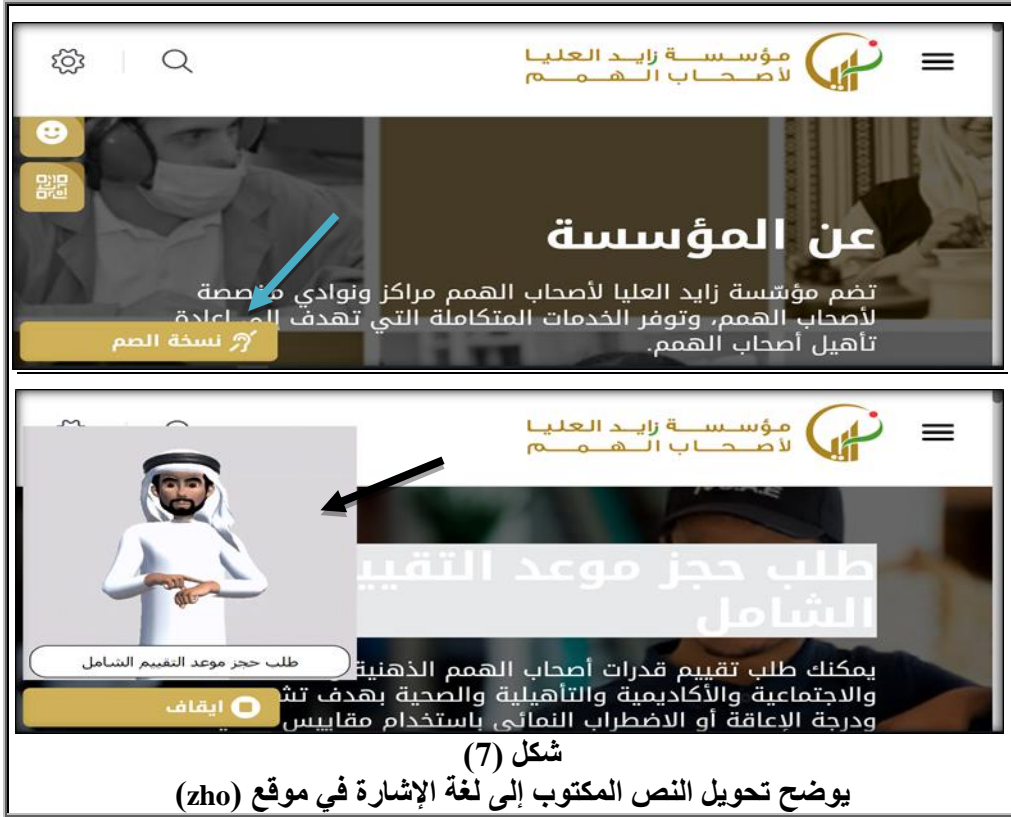 مؤسسة زايد العليا
لأصحاب الهمم
عن المؤسسة
تضم مؤسّسة زايد العليا لأصحاب الهمم مراكز ونوادي مخصصة
لأصحاب الهمم، وتوفر الخدمات المتكاملة التي تهدف إلى إعادة
تأهيل أصحاب الهمم.
نسخة الصم
مؤسسة زايد العليا
لأصحاب الهمم
طلب حجز موعد التقييم
الشامل
طلب حجز موعد التقييم الشامل
يمكنك طلب تقييم قدرات أصحاب الهمم الذهنية
والاجتماعية والأكاديمية والتأهيلية والصحية بهدف
ودرجة الإعاقة أو الاضطراب النمائي باستخدام مقاييس
ايقاف
شكل (7)
يوضح تحويل النص المكتوب إلى لغة الإشارة في موقع (zho)